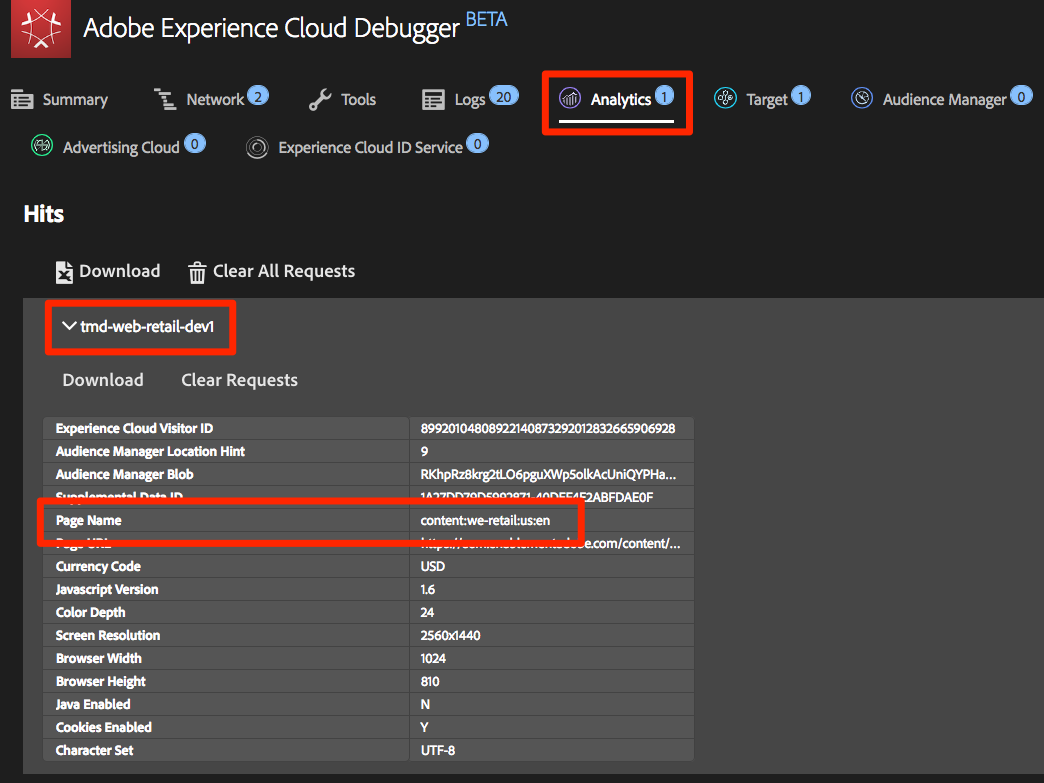 Adobe Experience Cloud Debugger BETA
Summary Network 2 Tools Logs 20 Analytics 1 Target 1 Audience Manager 0
Advertising Cloud 0 Experience Cloud ID Service 0
Hits
Download Clear All Requests
tmd-web-retail-dev1
Download Clear Requests
Experience Cloud Visitor ID 89920104808922140873292012832665906928
Audience Manager Location Hint 9
Audience Manager Blob RKhpRz8krg2tLO6pguXWp5olkAcUniQYPHa...
Supplemental Data ID
Page Name content:we-retail:us:en
Page URL
Currency Code USD
Javascript Version 1.6
Color Depth 24
Screen Resolution 2560x1440
Browser Width 1024
Browser Height 810
Java Enabled N
Cookies Enabled Y
Character Set UTF-8